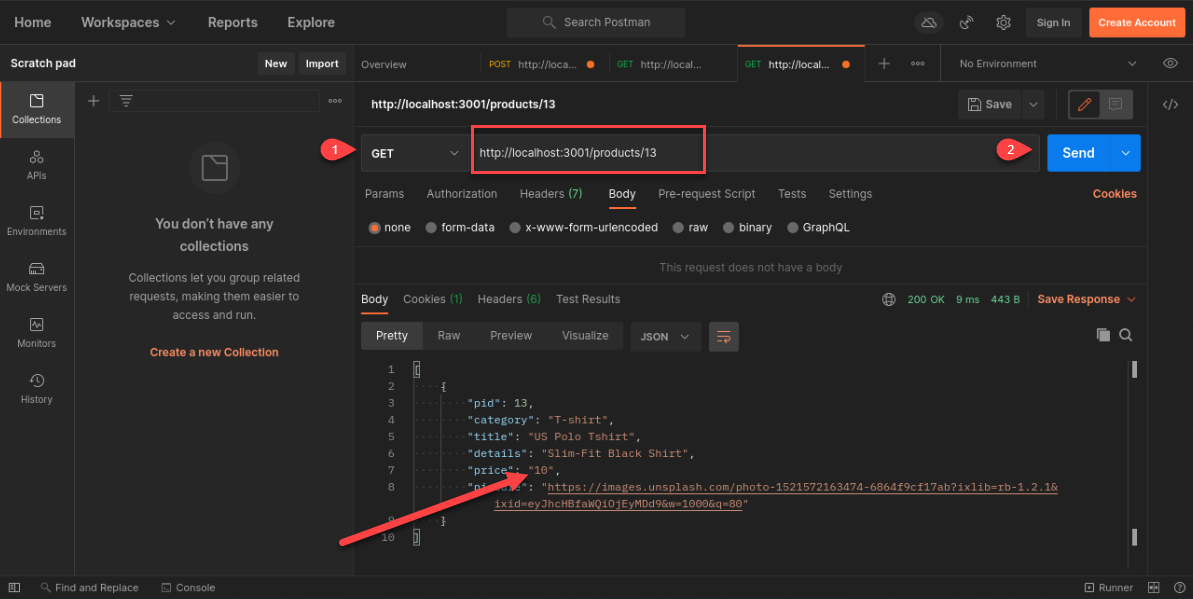 Home Workspaces Reports Explore Search Postman Sign In Create Account
Scratch pad New Import Overview POST http://loca... GET http://local... GET http://local... No Environment
Collections
APIs
Environments
Mock Servers
Monitors
History
You don't have any
collections
Collections let you group related
requests, making them easier to
access and run.
Create a new Collection
http://localhost:3001/products/13 Save
1 GET http://localhost:3001/products/13 2 Send
Params Authorization Headers (7) Body Pre-request Script Tests Settings Cookies
none form-data x-www-form-urlencoded raw binary GraphQL
This request does not have a body
Body Cookies (1) Headers (6) Test Results 200 OK 9 ms 443 B Save Response
Pretty Raw Preview Visualize JSON
1 [
2 {
3 "pid": 13,
4 "category": "T-shirt",
5 "title": "US Polo Tshirt",
6 "details": "Slim-Fit Black Shirt",
7 "price": "10",
8 "https://images.unsplash.com/photo-1521572163474-6864f9cf17ab?ixlib=rb-1.2.1&
ixid=eyJhcHBfaWQiOjEyMDd9&w=1000&q=80"
9 }
10 ]
Find and Replace Console Runner